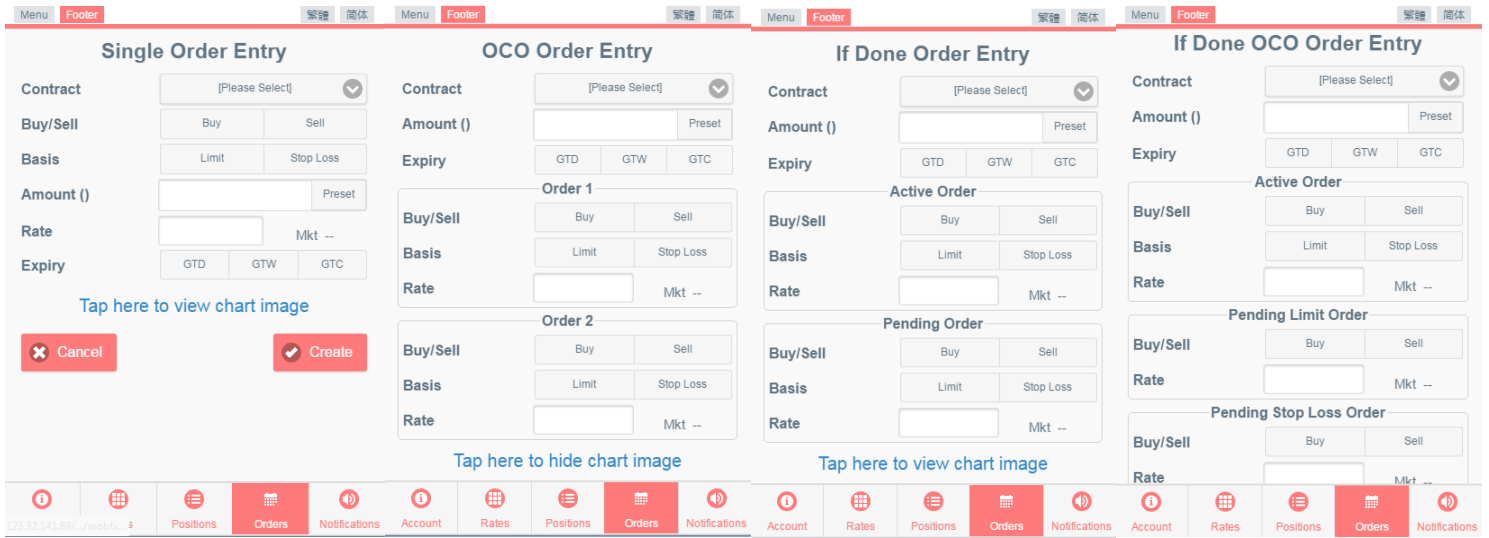 Menu Footer 繁體 简体
Single Order Entry
Contract [Please Select]
Buy/Sell Buy Sell
Basis Limit Stop Loss
Amount () Preset
Rate Mkt --
Expiry GTD GTW GTC
Tap here to view chart image
Cancel Create
123.32.141.89/.../mobfx... s Positions Orders Notifications
Menu Footer 繁體 简体
OCO Order Entry
Contract [Please Select]
Amount () Preset
Expiry GTD GTW GTC
Order 1
Buy/Sell Buy Sell
Basis Limit Stop Loss
Rate Mkt --
Order 2
Buy/Sell Buy Sell
Basis Limit Stop Loss
Rate Mkt --
Tap here to hide chart image
Account Rates Positions Orders Notifications
Menu Footer 繁體 简体
If Done Order Entry
Contract [Please Select]
Amount () Preset
Expiry GTD GTW GTC
Active Order
Buy/Sell Buy Sell
Basis Limit Stop Loss
Rate Mkt --
Pending Order
Buy/Sell Buy Sell
Basis Limit Stop Loss
Rate Mkt --
Tap here to view chart image
Account Rates Positions Orders Notifications
Menu Footer 繁體 简体
If Done OCO Order Entry
Contract [Please Select]
Amount () Preset
Expiry GTD GTW GTC
Active Order
Buy/Sell Buy Sell
Basis Limit Stop Loss
Rate Mkt --
Pending Limit Order
Buy/Sell Buy Sell
Rate Mkt --
Pending Stop Loss Order
Buy/Sell Buy Sell
Rate Mkt --
Account Rates Positions Orders Notifications